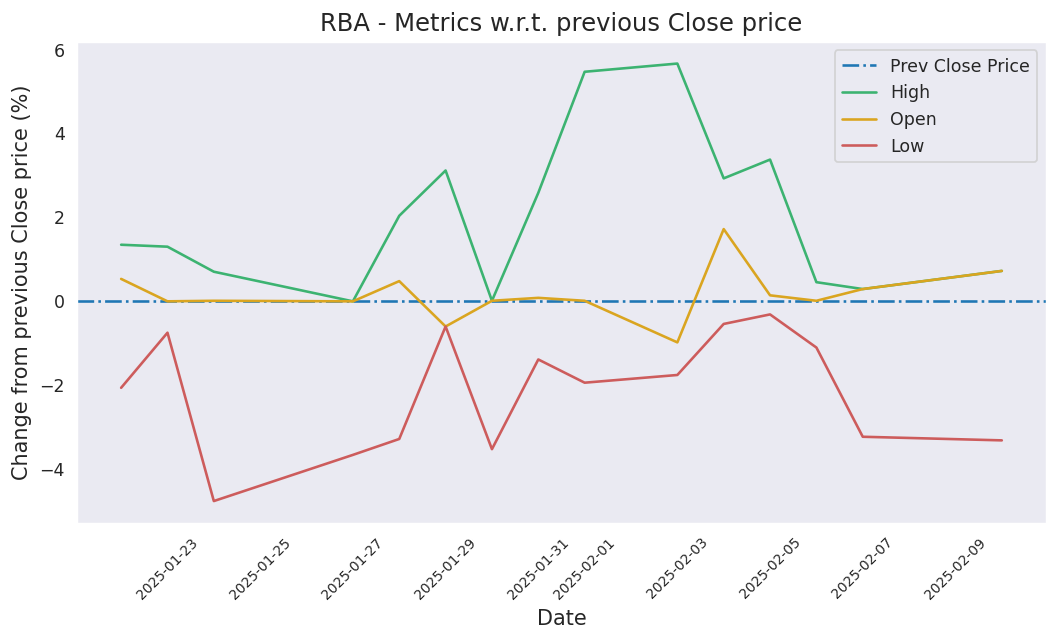 RBA - Metrics w.r.t. previous Close price
Change from previous Close price (%)
6
4
2
0
−2
−4
Prev Close Price
High
Open
Low
2025-01-23
2025-01-25
2025-01-27
2025-01-29
2025-01-31
2025-02-01
2025-02-03
2025-02-05
2025-02-07
2025-02-09
Date